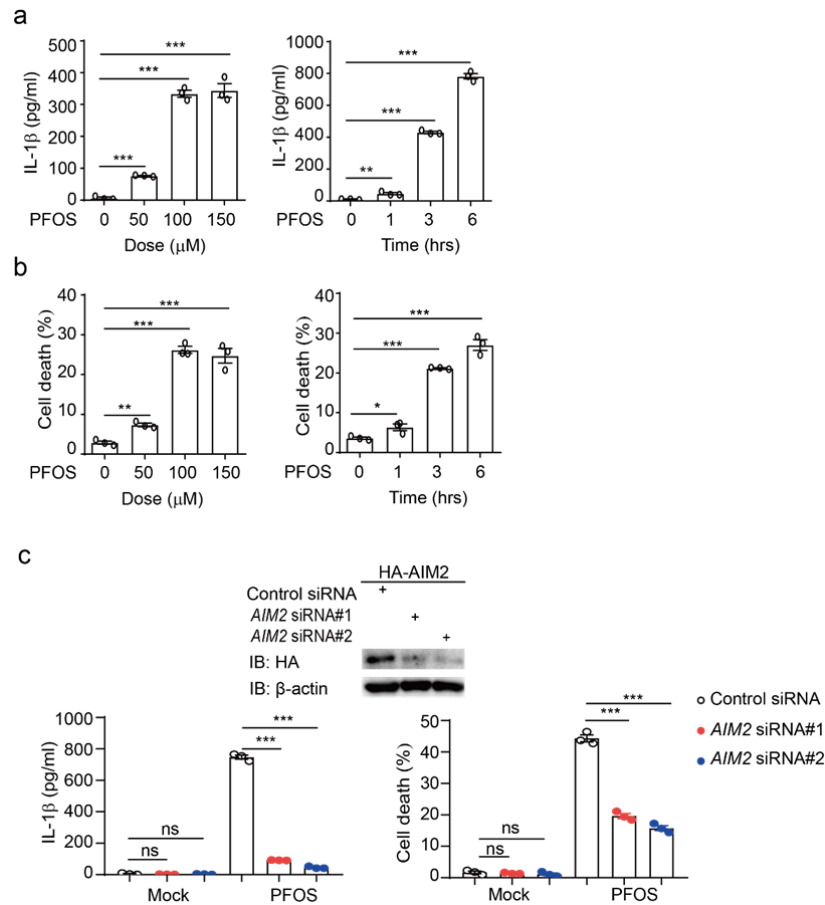 a
IL-1β (pg/ml)
400
300
200
100
0
***
***
***
PFOS 0 50 100 150
Dose (μM)
IL-1β (pg/ml)
1000
800
600
400
200
0
***
***
**
PFOS 0 1 3 6
Time (hrs)
b
Cell death (%)
40
30
20
10
0
***
***
**
PFOS 0 50 100 150
Dose (μM)
Cell death (%)
40
30
20
10
0
***
***
*
PFOS 0 1 3 6
Time (hrs)
c
HA-AIM2
Control siRNA +
AIM2 siRNA#1 +
AIM2 siRNA#2 +
IB: HA
IB: β-actin
IL-1β (pg/ml)
1000
800
600
400
200
0
ns
ns
***
***
Mock PFOS
Cell death (%)
50
40
30
20
10
0
ns
ns
***
***
Mock PFOS
Control siRNA
AIM2 siRNA#1
AIM2 siRNA#2